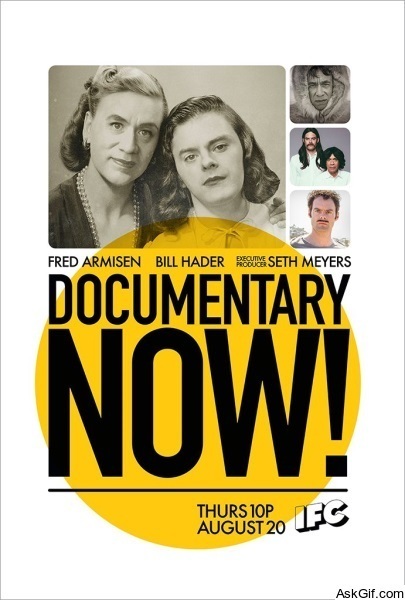 FRED ARMISEN BILL HADER EXECUTIVE PRODUCER SETH MEYERS
DOCUMENTARY
NOW!
THURS 10P
AUGUST 20 IFC
AskGif.com